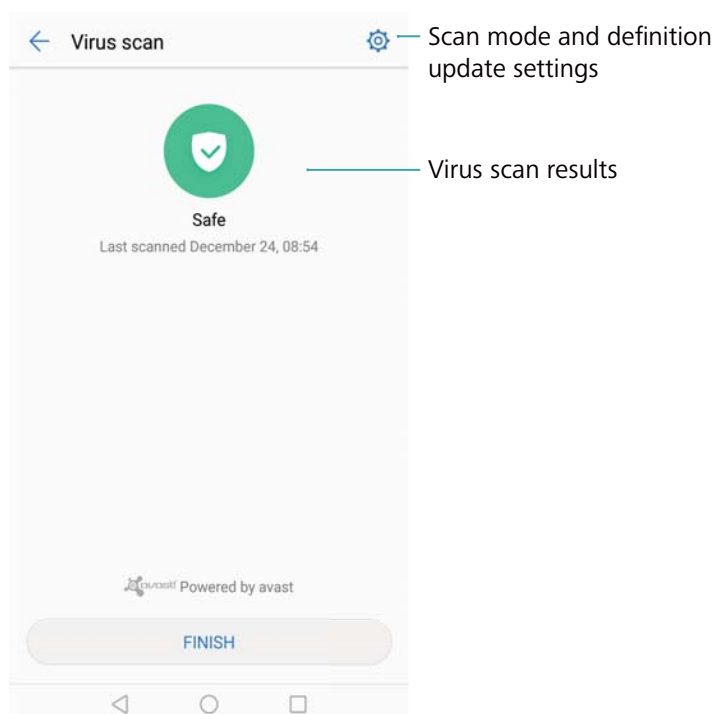 Virus scan
Scan mode and definition
update settings
Virus scan results
Safe
Last scanned December 24, 08:54
avast! Powered by avast
FINISH